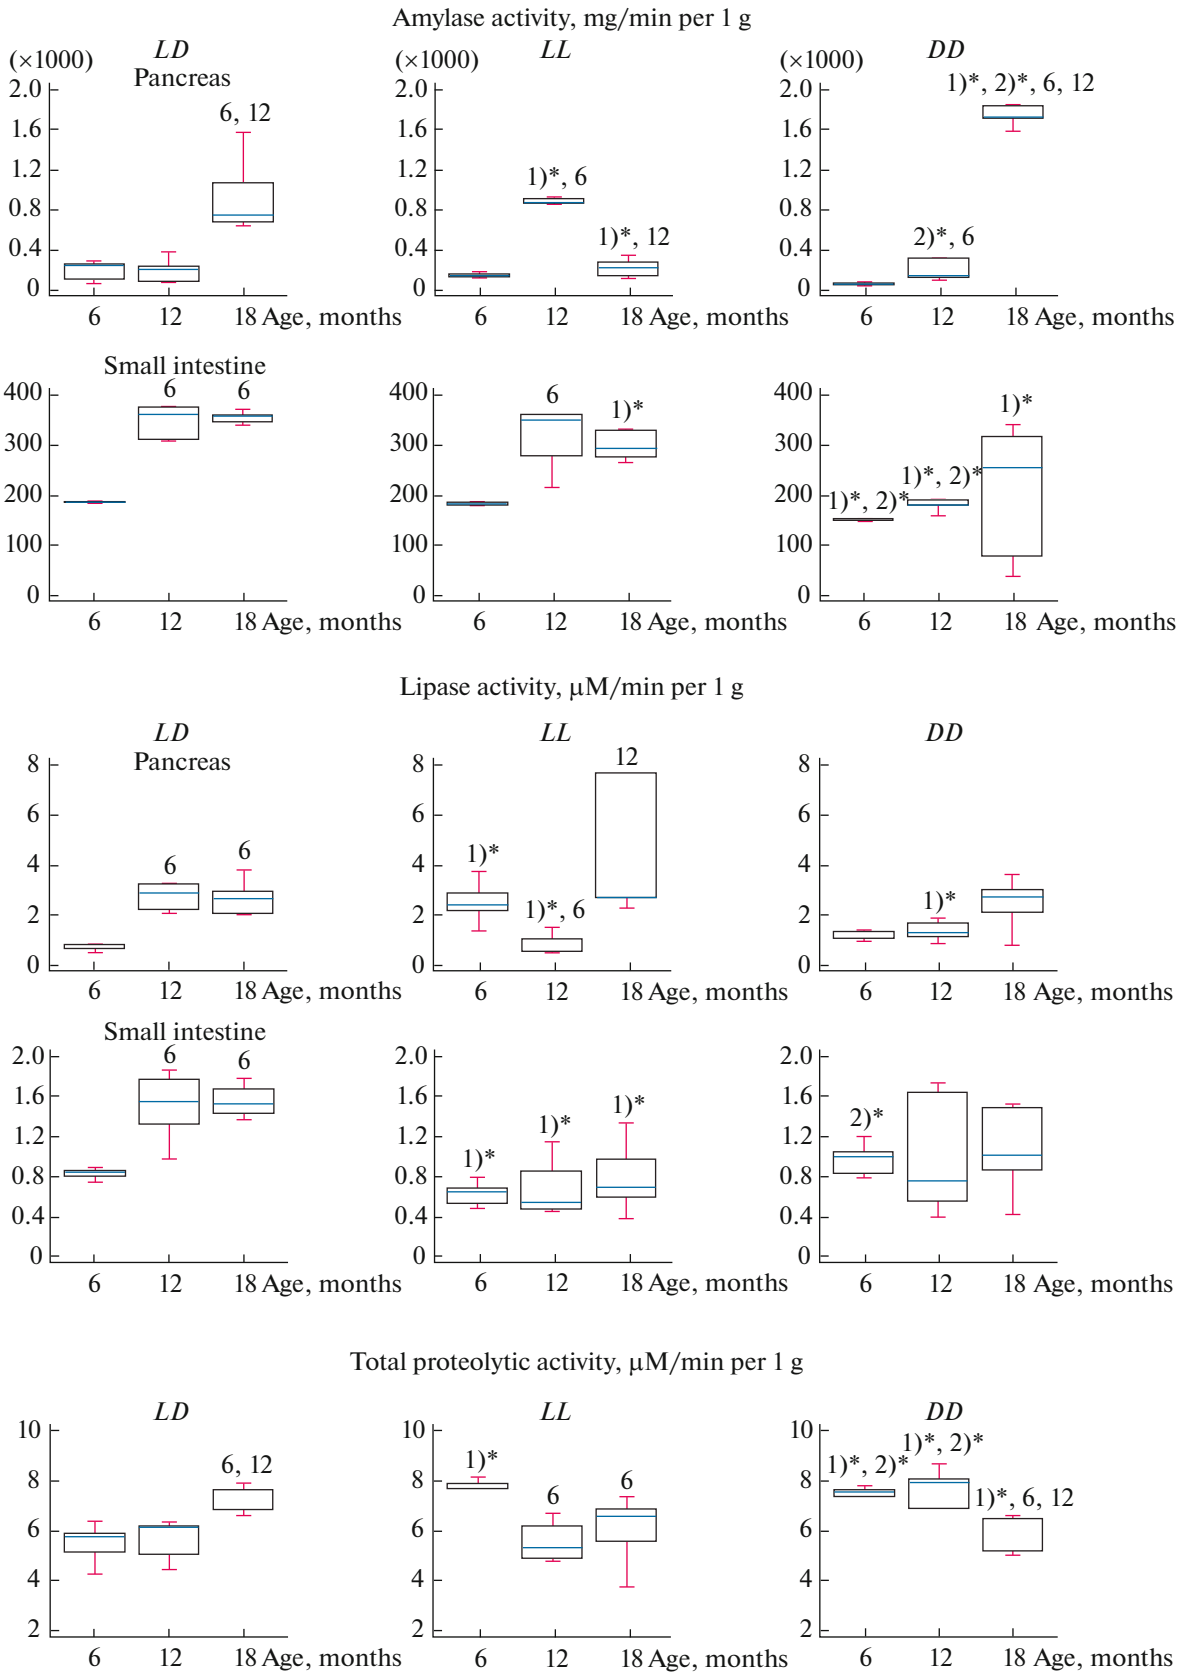 Amylase activity, mg/min per 1 g
LD LL DD
(×1000) (×1000) (×1000)
Pancreas
2.0 2.0 2.0
1)*, 2)*, 6, 12
6, 12
1.6 1.6 1.6
1.2 1.2 1.2
1)*, 6
0.8 0.8 0.8
1)*, 12 2)*, 6
0.4 0.4 0.4
0 0 0
6 12 18 Age, months 6 12 18 Age, months 6 12 18 Age, months
Small intestine
400 6 6 400 6 1)* 400 1)*
300 300 300
1)*, 2)*
200 200 200 1)*, 2)*
100 100 100
0 0 0
6 12 18 Age, months 6 12 18 Age, months 6 12 18 Age, months
Lipase activity, μM/min per 1 g
LD LL DD
Pancreas
8 8 12 8
6 6 6
4 6 6 4 1)* 4
1)*, 6 1)*
2 2 2
0 0 0
6 12 18 Age, months 6 12 18 Age, months 6 12 18 Age, months
Small intestine
2.0 6 6 2.0 2.0
1.6 1.6 1)* 1)* 1.6
2)*
1.2 1.2 1)* 1.2
0.8 0.8 0.8
0.4 0.4 0.4
0 0 0
6 12 18 Age, months 6 12 18 Age, months 6 12 18 Age, months
Total proteolytic activity, μM/min per 1 g
LD LL DD
10 10 10
1)*, 2)*
6, 12 1)* 1)*, 2)*
8 8 6 6 8 1)*, 6, 12
6 6 6
4 4 4
2 2 2
6 12 18 Age, months 6 12 18 Age, months 6 12 18 Age, months